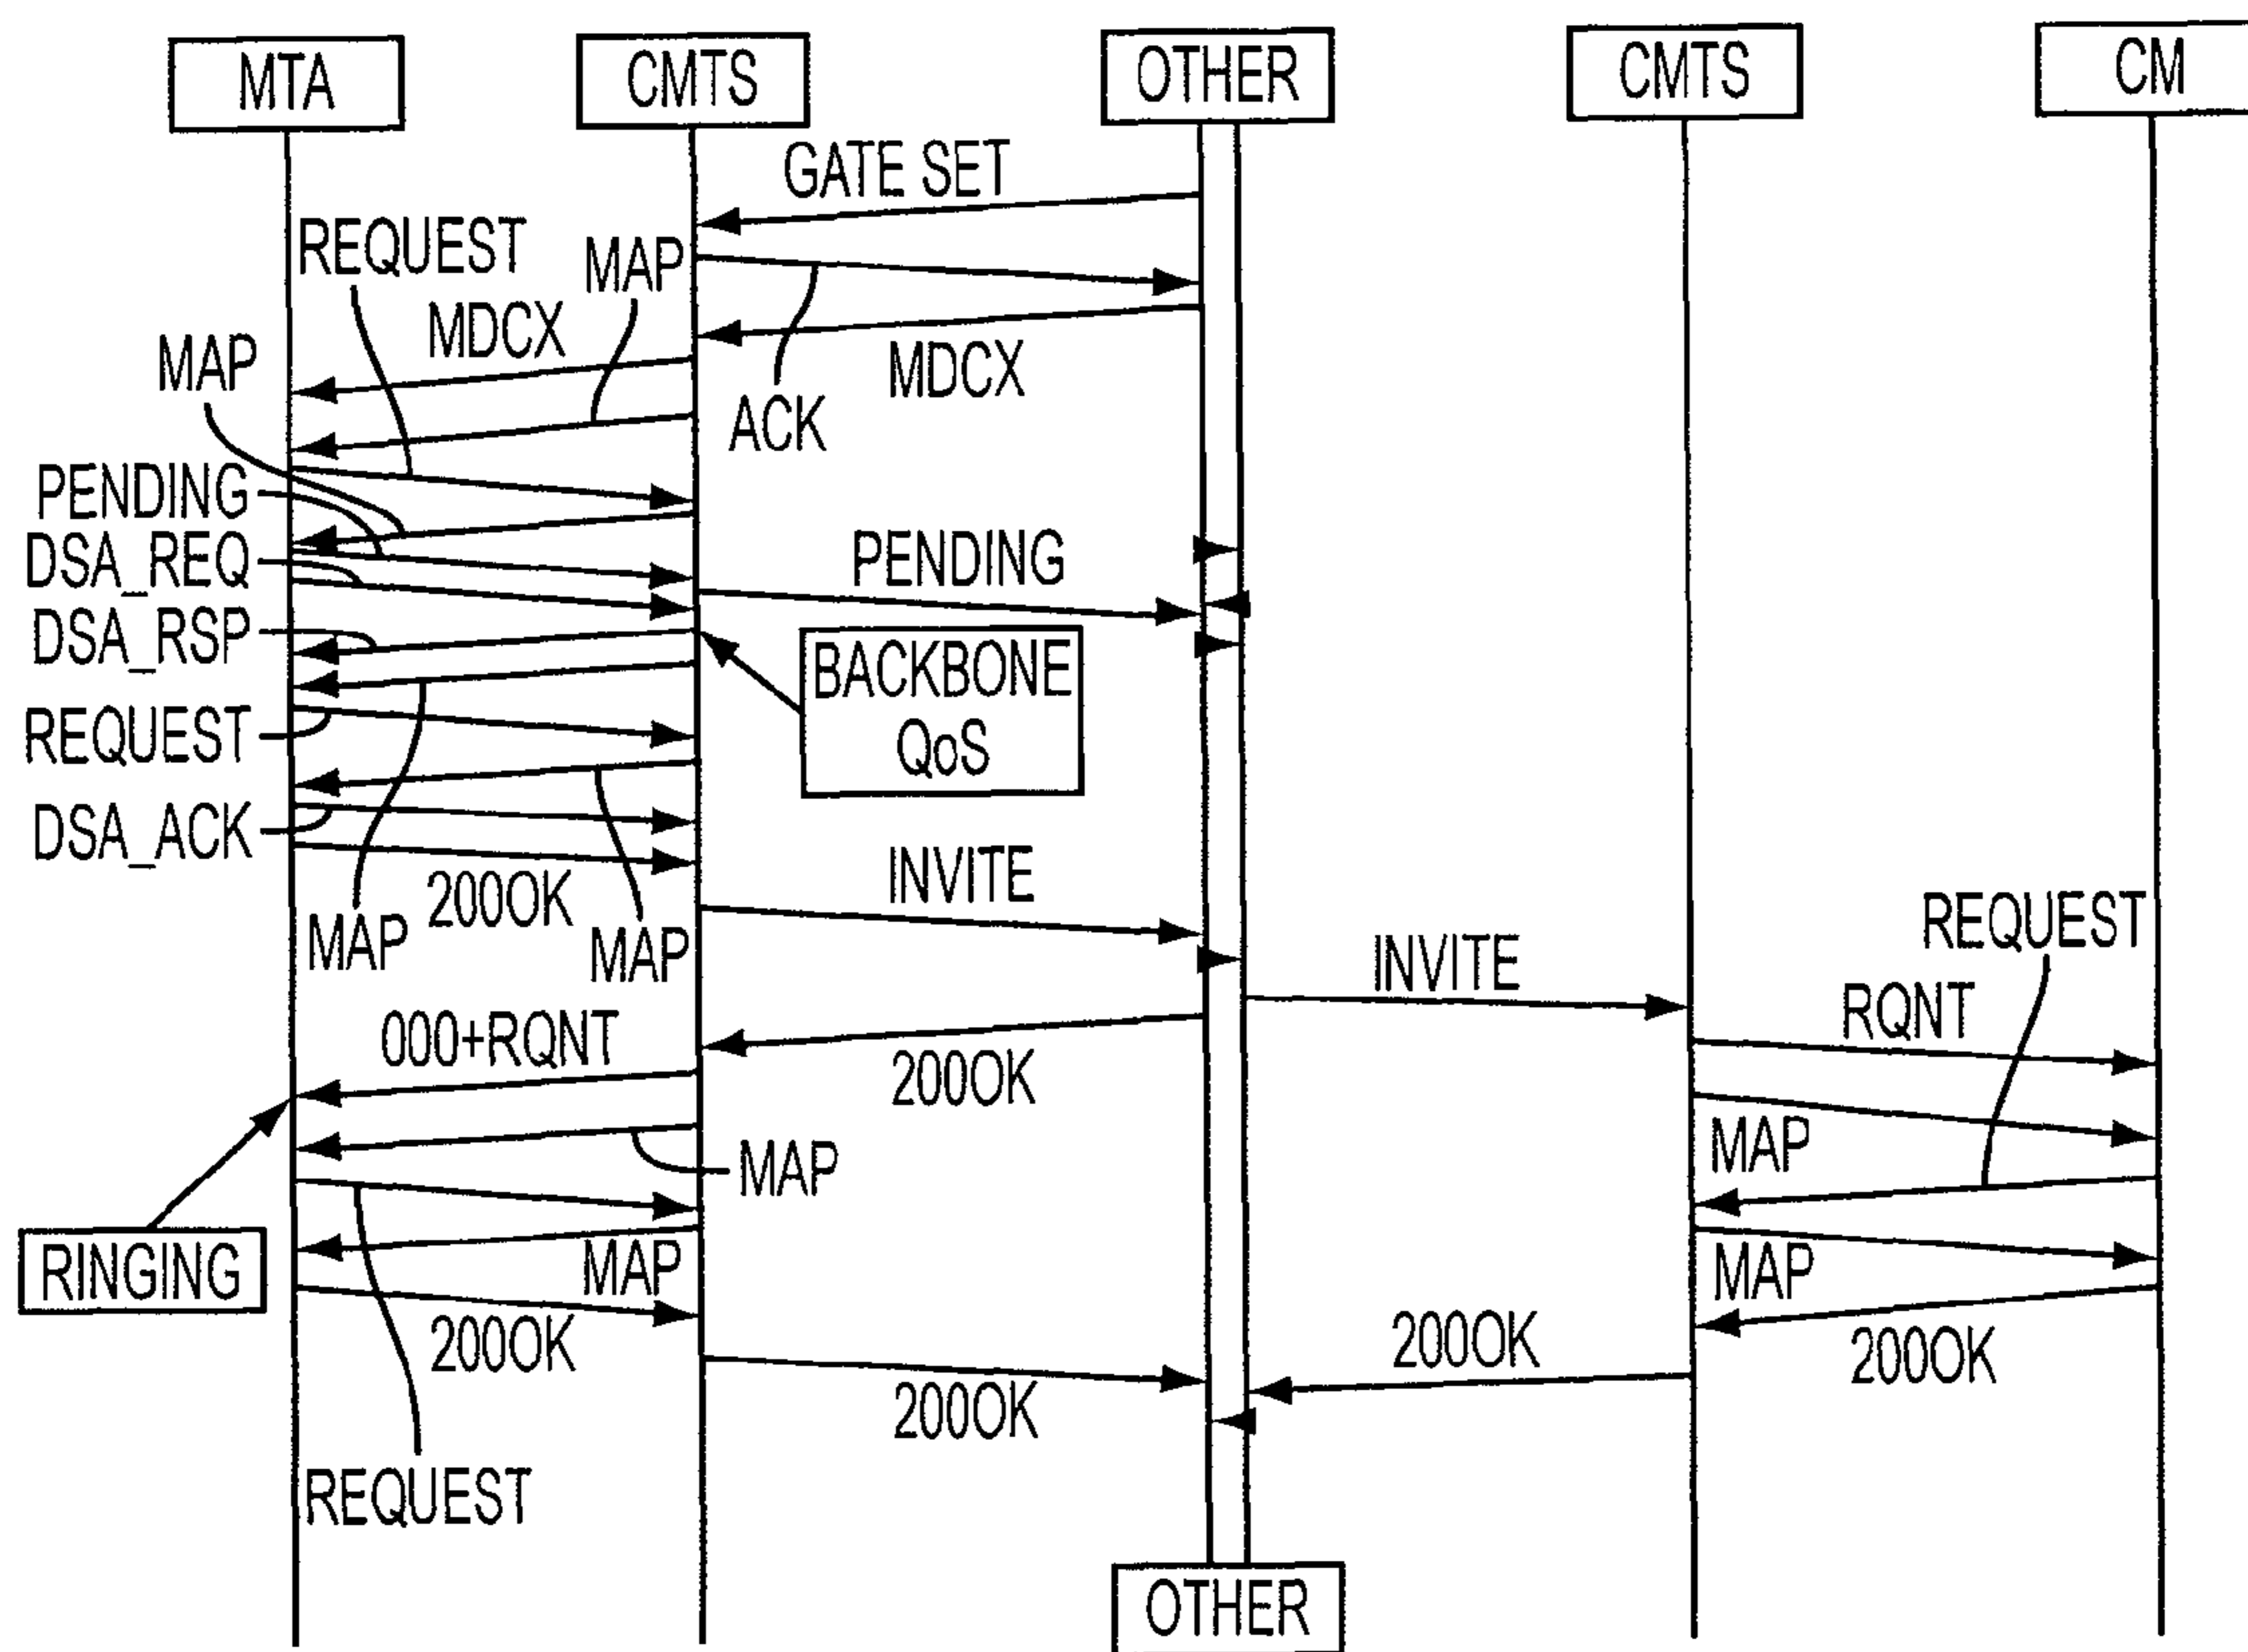 MTA
CMTS
OTHER
CMTS
CM
GATE SET
REQUEST
MAP
MDCX
MAP
MDCX
ACK
PENDING
DSA_REQ
PENDING
DSA_RSP
BACKBONE
QoS
REQUEST
DSA_ACK
200OK
INVITE
MAP
MAP
REQUEST
INVITE
RQNT
000+RQNT
200OK
MAP
MAP
RINGING
MAP
MAP
200OK
200OK
200OK
200OK
REQUEST
OTHER